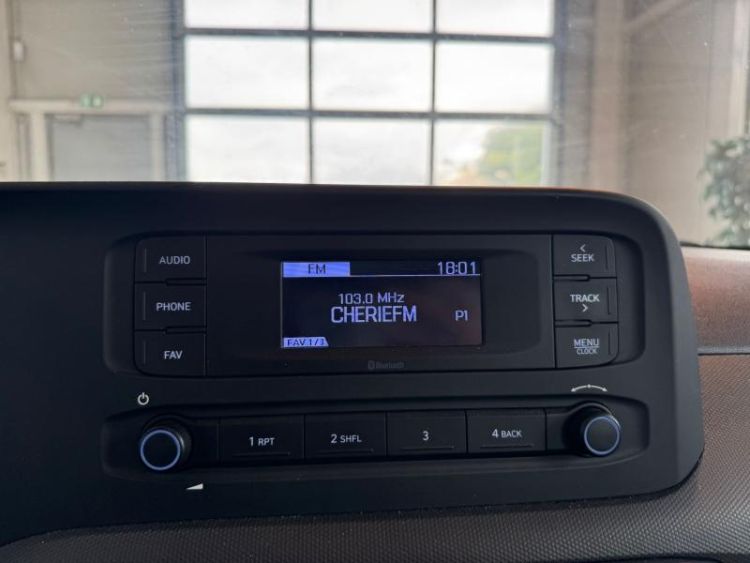 AUDIO
PHONE
FAV
FM 18:01
103.0 MHz
CHERIEFM P1
FAV 1/3
Bluetooth
< SEEK
TRACK >
MENU
CLOCK
1 RPT
2 SHFL
3
4 BACK